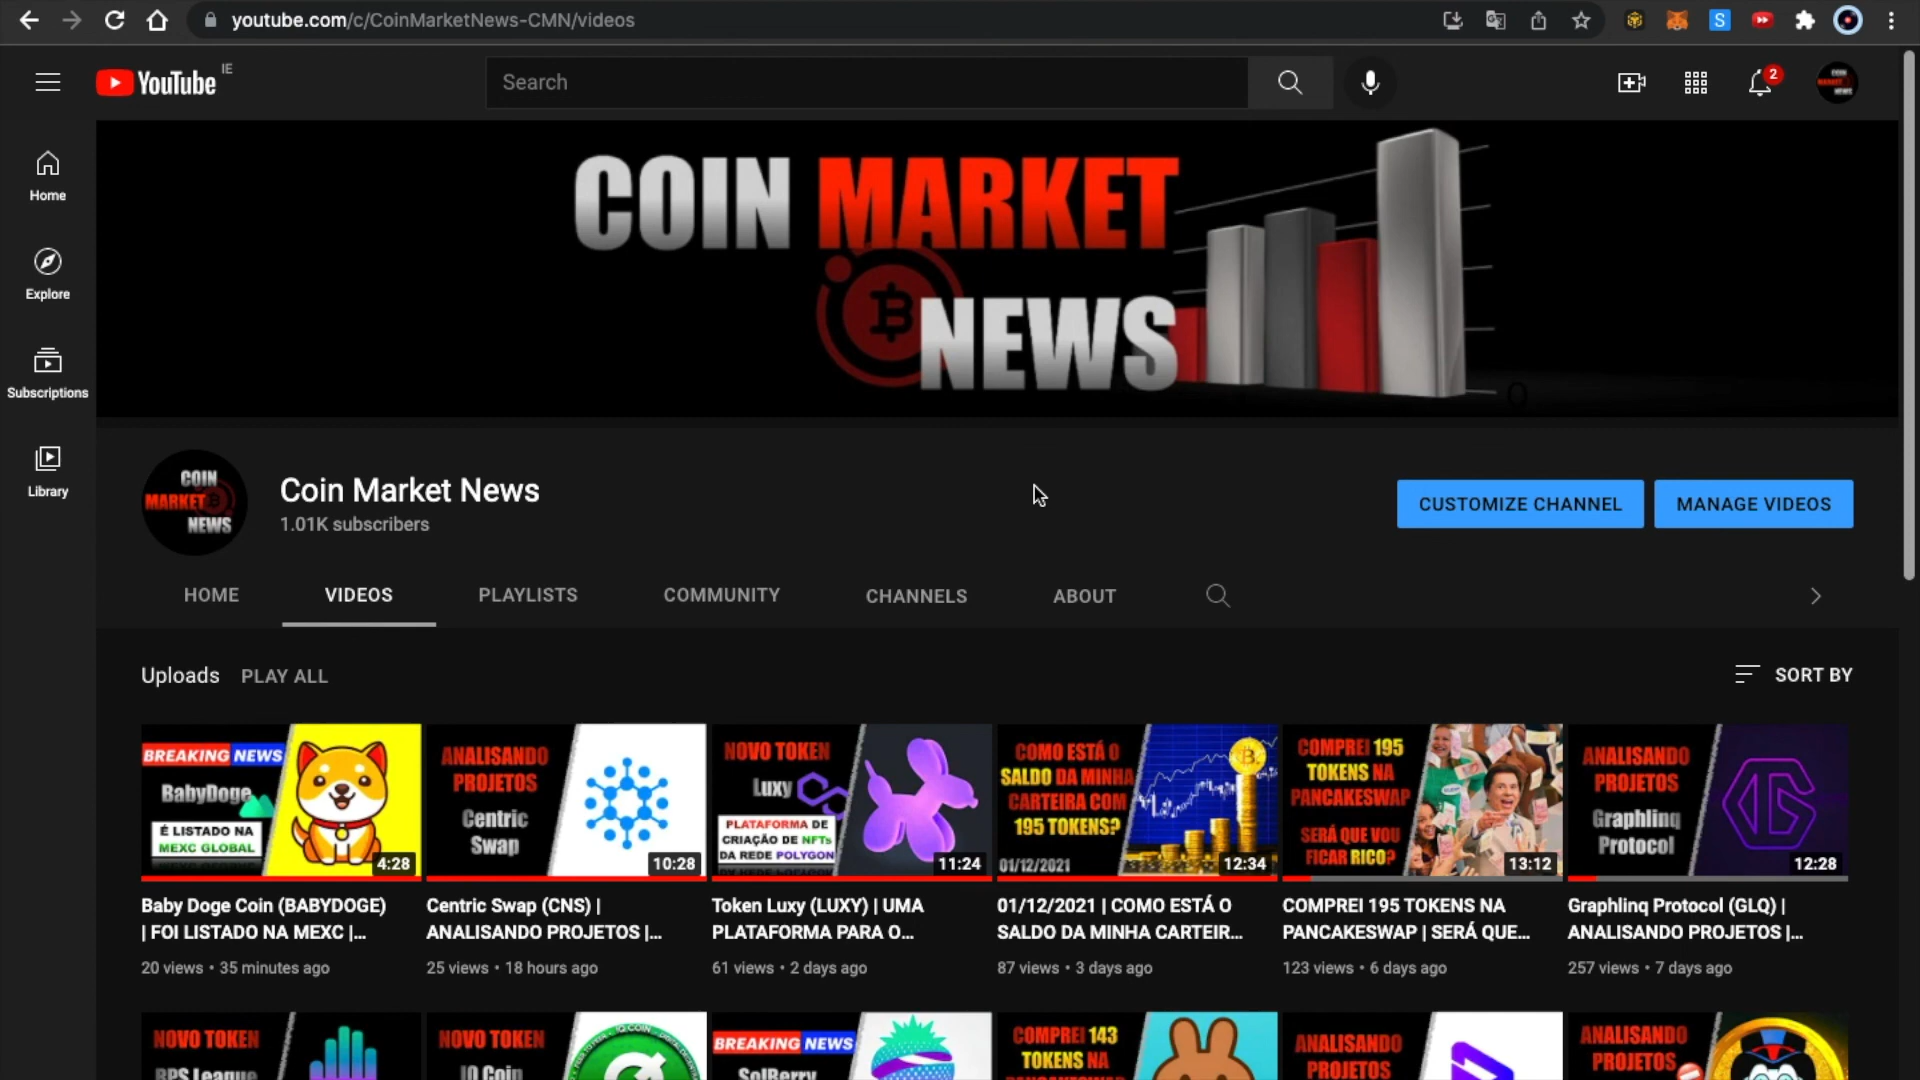 youtube.com/c/CoinMarketNews-CMN/videos
YouTube IE
Search
2
COIN MARKET
NEWS
Home
Explore
Subscriptions
Library
COIN
MARKET
NEWS
Coin Market News
1.01K subscribers
CUSTOMIZE CHANNEL
MANAGE VIDEOS
HOME
VIDEOS
PLAYLISTS
COMMUNITY
CHANNELS
ABOUT
Uploads
PLAY ALL
SORT BY
BREAKING NEWS
BabyDoge
É LISTADO NA
MEXC GLOBAL
4:28
Baby Doge Coin (BABYDOGE)
| FOI LISTADO NA MEXC |...
20 views • 35 minutes ago
ANALISANDO
PROJETOS
Centric
Swap
10:28
Centric Swap (CNS) |
ANALISANDO PROJETOS |...
25 views • 18 hours ago
NOVO TOKEN
Luxy
PLATAFORMA DE
CRIAÇÃO DE NFTs
DA REDE POLYGON
11:24
Token Luxy (LUXY) | UMA
PLATAFORMA PARA O...
61 views • 2 days ago
COMO ESTÁ O
SALDO DA MINHA
CARTEIRA COM
195 TOKENS?
01/12/2021
12:34
01/12/2021 | COMO ESTÁ O
SALDO DA MINHA CARTEIR...
87 views • 3 days ago
COMPREI 195
TOKENS NA
PANCAKESWAP
SERÁ QUE VOU
FICAR RICO?
13:12
COMPREI 195 TOKENS NA
PANCAKESWAP | SERÁ QUE...
123 views • 6 days ago
ANALISANDO
PROJETOS
Graphlinq
Protocol
12:28
Graphlinq Protocol (GLQ) |
ANALISANDO PROJETOS |...
257 views • 7 days ago
NOVO TOKEN
RPS League
NOVO TOKEN
IQ Coin
BREAKING NEWS
SolBerry
COMPREI 143
TOKENS NA
ANALISANDO
PROJETOS
ANALISANDO
PROJETOS